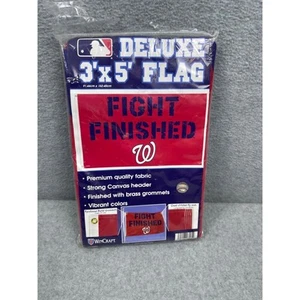 DELUXE
3'x5' FLAG
FIGHT
FINISHED
W
• Premium quality fabric
• Strong Canvas header
• Finished with brass grommets
• Vibrant colors
FIGHT
FINISHED
WINCRAFT